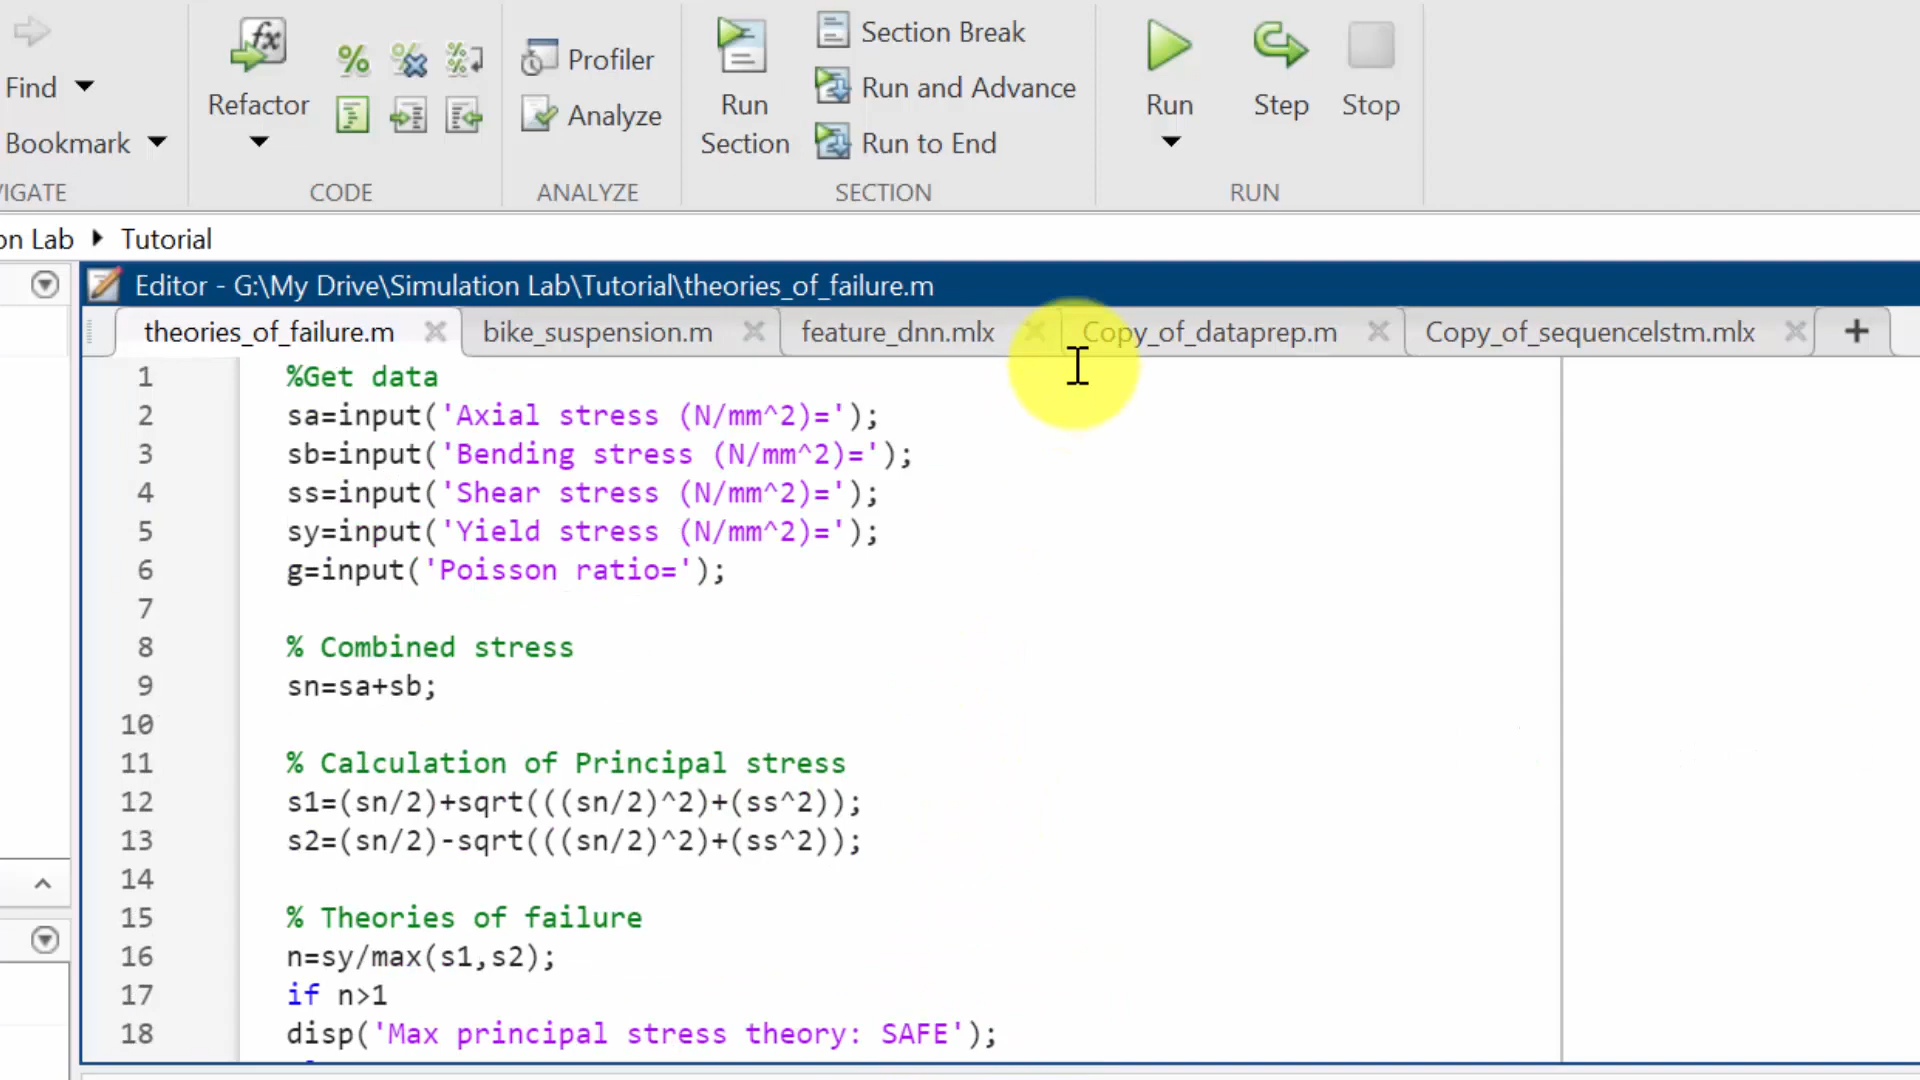 Find
Bookmark
IGATE
Refactor
CODE
Profiler
Analyze
ANALYZE
Run
Section
Section Break
Run and Advance
Run to End
SECTION
Run
Step
Stop
RUN
on Lab Tutorial
Editor - G:\My Drive\Simulation Lab\Tutorial\theories_of_failure.m
theories_of_failure.m bike_suspension.m feature_dnn.mlx Copy_of_dataprep.m Copy_of_sequencelstm.mlx
1 %Get data
2 sa=input('Axial stress (N/mm^2)=');
3 sb=input('Bending stress (N/mm^2)=');
4 ss=input('Shear stress (N/mm^2)=');
5 sy=input('Yield stress (N/mm^2)=');
6 g=input('Poisson ratio=');
7
8 % Combined stress
9 sn=sa+sb;
10
11 % Calculation of Principal stress
12 s1=(sn/2)+sqrt(((sn/2)^2)+(ss^2));
13 s2=(sn/2)-sqrt(((sn/2)^2)+(ss^2));
14
15 % Theories of failure
16 n=sy/max(s1,s2);
17 if n>1
18 disp('Max principal stress theory: SAFE');